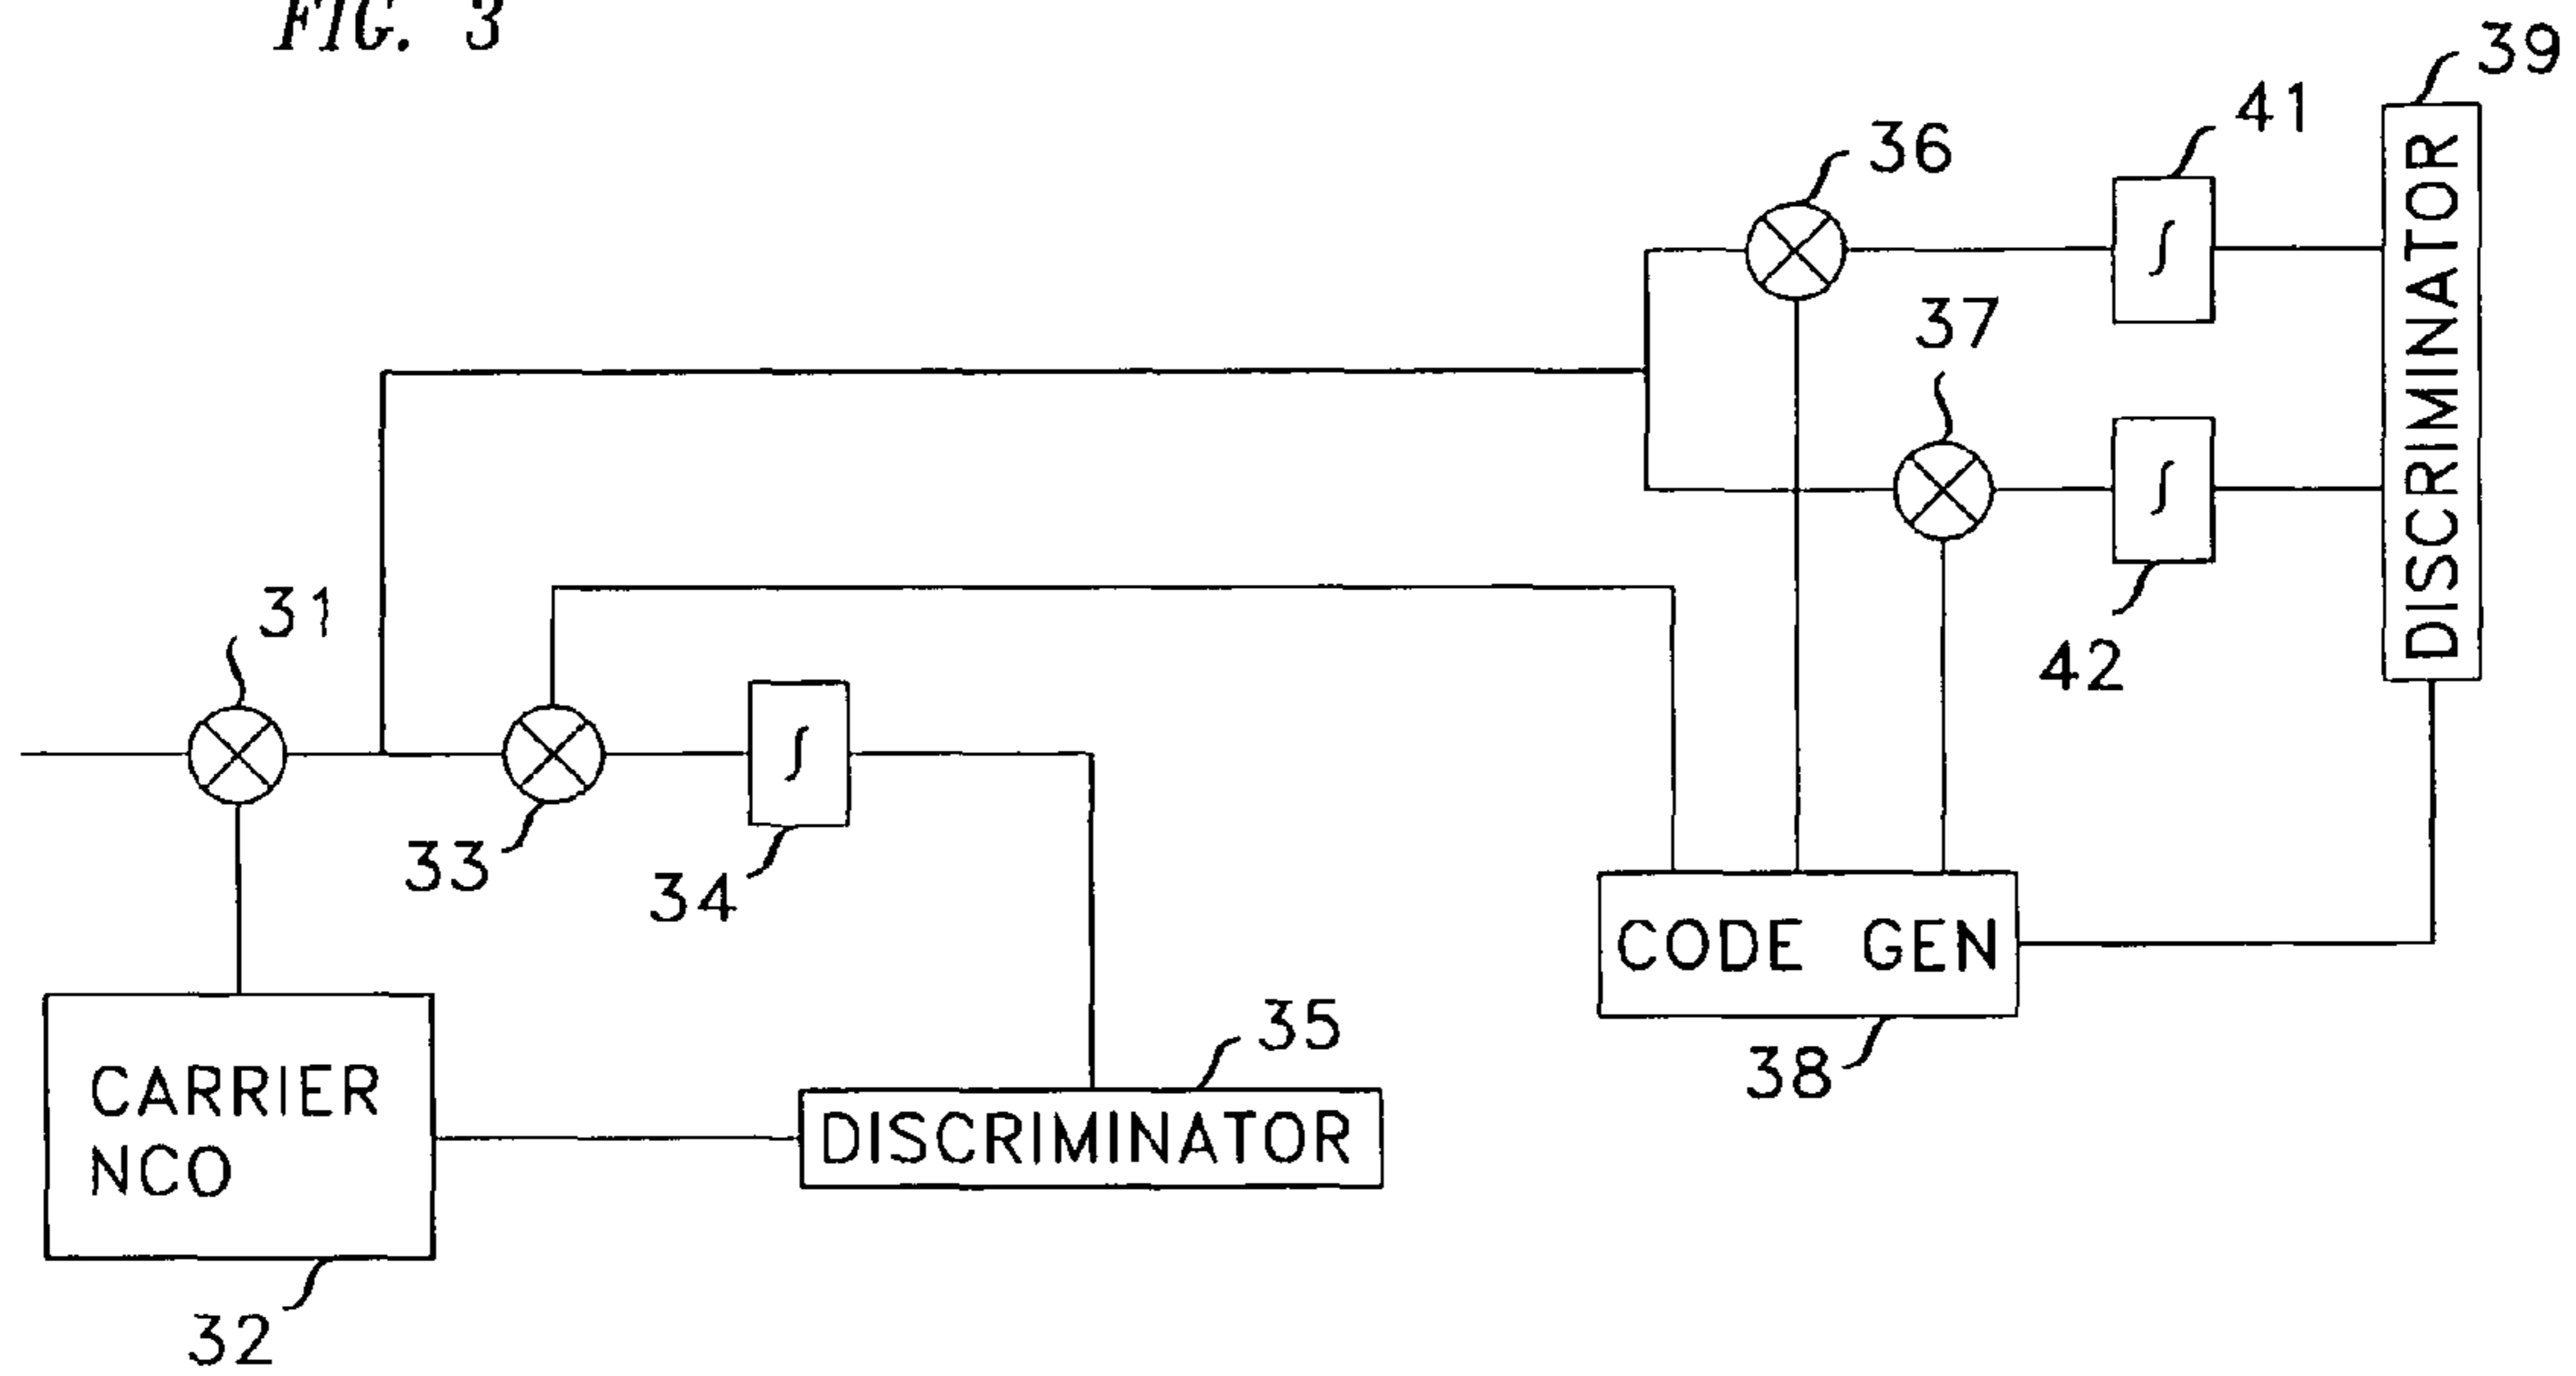 FIG. 3
39
41
36
37
DISCRIMINATOR
31
42
33
34
CODE GEN
35
38
CARRIER
NCO
DISCRIMINATOR
32